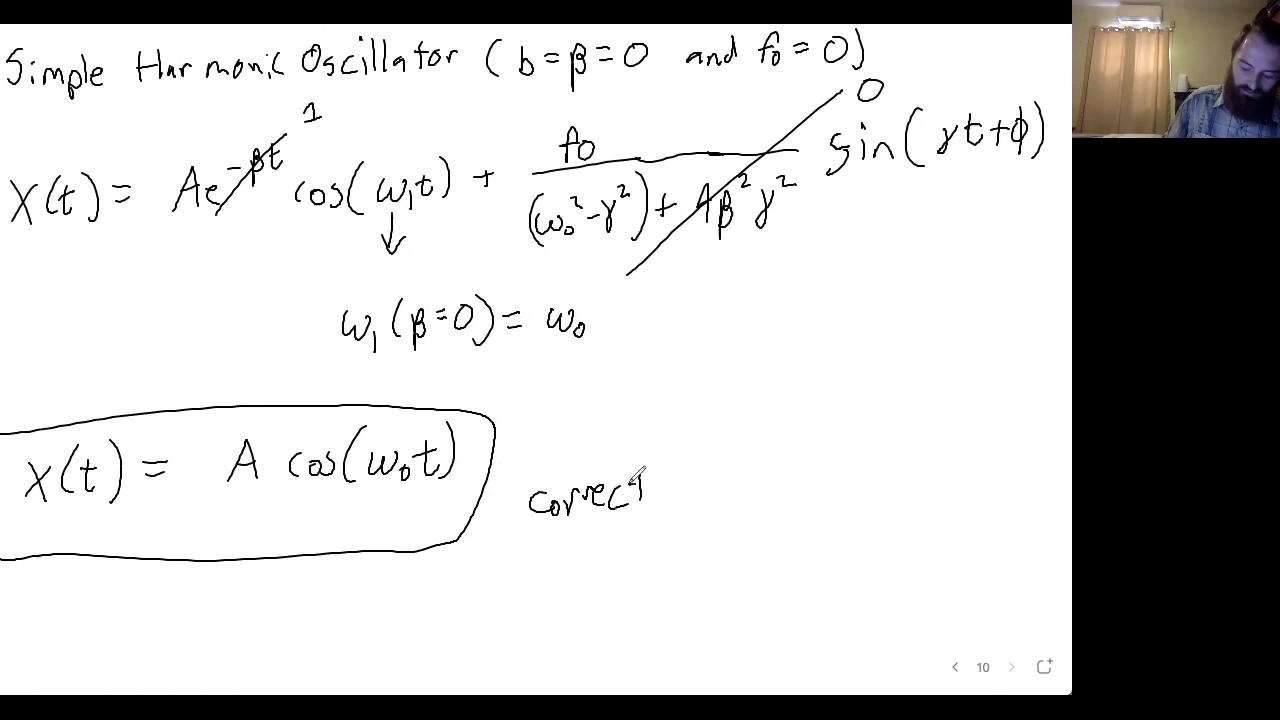 Simple Harmonic Oscillator (b=β=0 and f₀=0)
x(t) = Ae^(-βt) 1 cos(ω₁t) + f₀ / (ω₀²-γ²) + 4β²γ² 0 sin(γt+ϕ)
↓
ω₁(β=0) = ω₀
x(t) = A cos(ω₀t)
correct
< 10 >